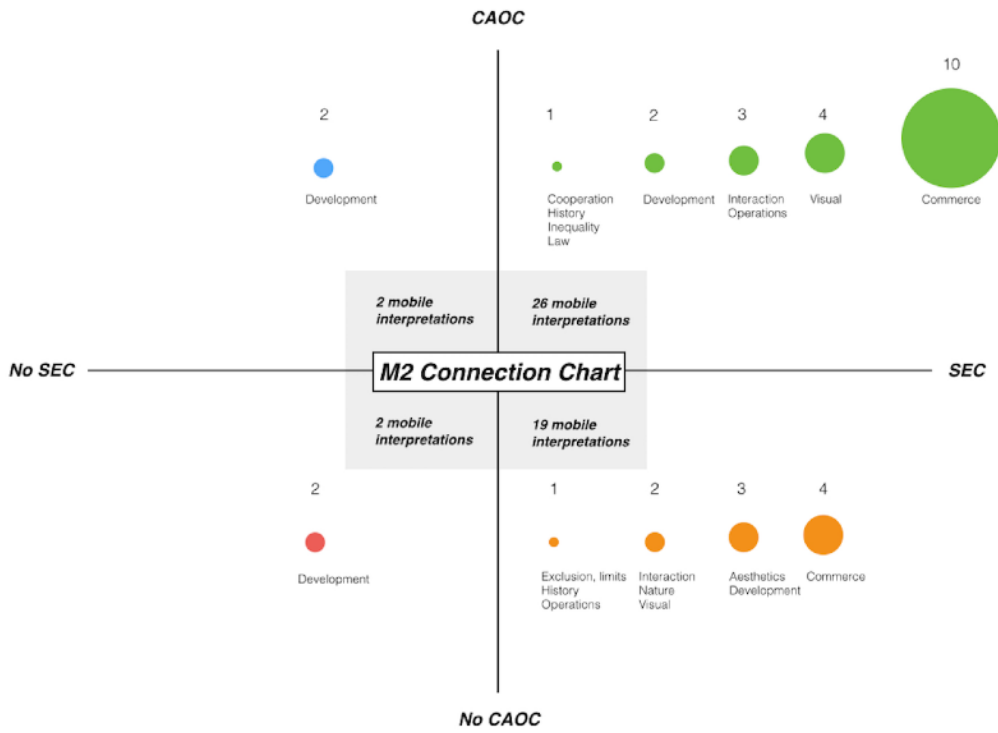 CAOC
10
2
1
2
3
4
Development
Cooperation
History
Inequality
Law
Development
Interaction
Operations
Visual
Commerce
2 mobile
interpretations
26 mobile
interpretations
No SEC
M2 Connection Chart
SEC
2 mobile
interpretations
19 mobile
interpretations
2
1
2
3
4
Development
Exclusion, limits
History
Operations
Interaction
Nature
Visual
Aesthetics
Development
Commerce
No CAOC